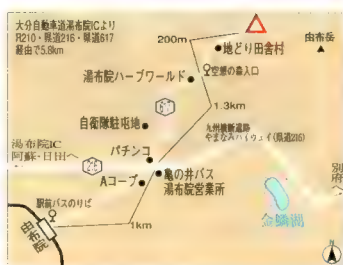 大分自動車道湯布院ICより
R210・県道216・県道617
経由で5.8km
200m
地どり田舎村
由布岳
空想の森入口
湯布院ハーブワールド
1.3km
自衛隊駐屯地
九州横断道路
やまなみハイウェイ(県道216)
湯布院IC
阿蘇・日田へ
パチンコ
別府へ
亀の井バス
湯布院営業所
Aコープ
金鱗湖
駅前バスのりば
1km
由布院
N